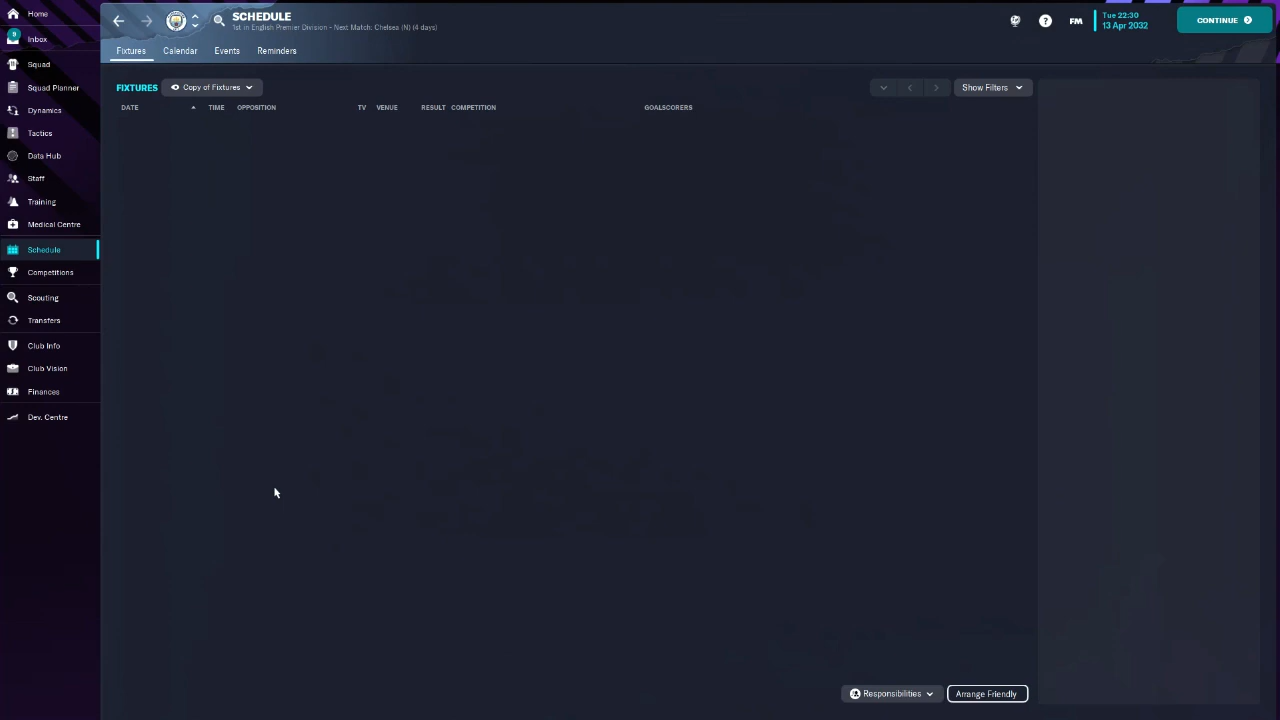 Home
SCHEDULE
1st in English Premier Division - Next Match: Chelsea (N) (4 days)
FM
Tue 22:30
13 Apr 2032
CONTINUE
9
Inbox
Fixtures
Calendar
Events
Reminders
Squad
Squad Planner
Dynamics
Tactics
Data Hub
Staff
Training
Medical Centre
Schedule
Competitions
Scouting
Transfers
Club Info
Club Vision
Finances
Dev. Centre
FIXTURES
Copy of Fixtures
Show Filters
DATE TIME OPPOSITION TV VENUE RESULT COMPETITION GOALSCORERS
Responsibilities
Arrange Friendly